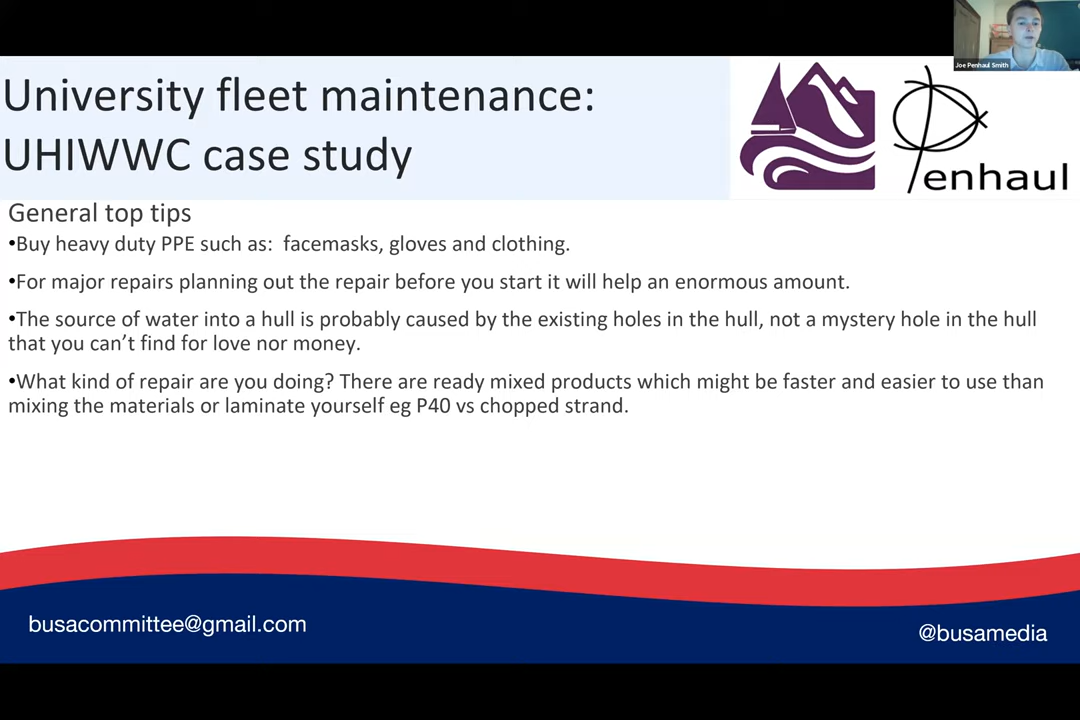 Joe Penhaul Smith
University fleet maintenance:
UHIWWC case study
enhaul
General top tips
•Buy heavy duty PPE such as:  facemasks, gloves and clothing.
•For major repairs planning out the repair before you start it will help an enormous amount.
•The source of water into a hull is probably caused by the existing holes in the hull, not a mystery hole in the hull
that you can’t find for love nor money.
•What kind of repair are you doing? There are ready mixed products which might be faster and easier to use than
mixing the materials or laminate yourself eg P40 vs chopped strand.
busacommittee@gmail.com
@busamedia